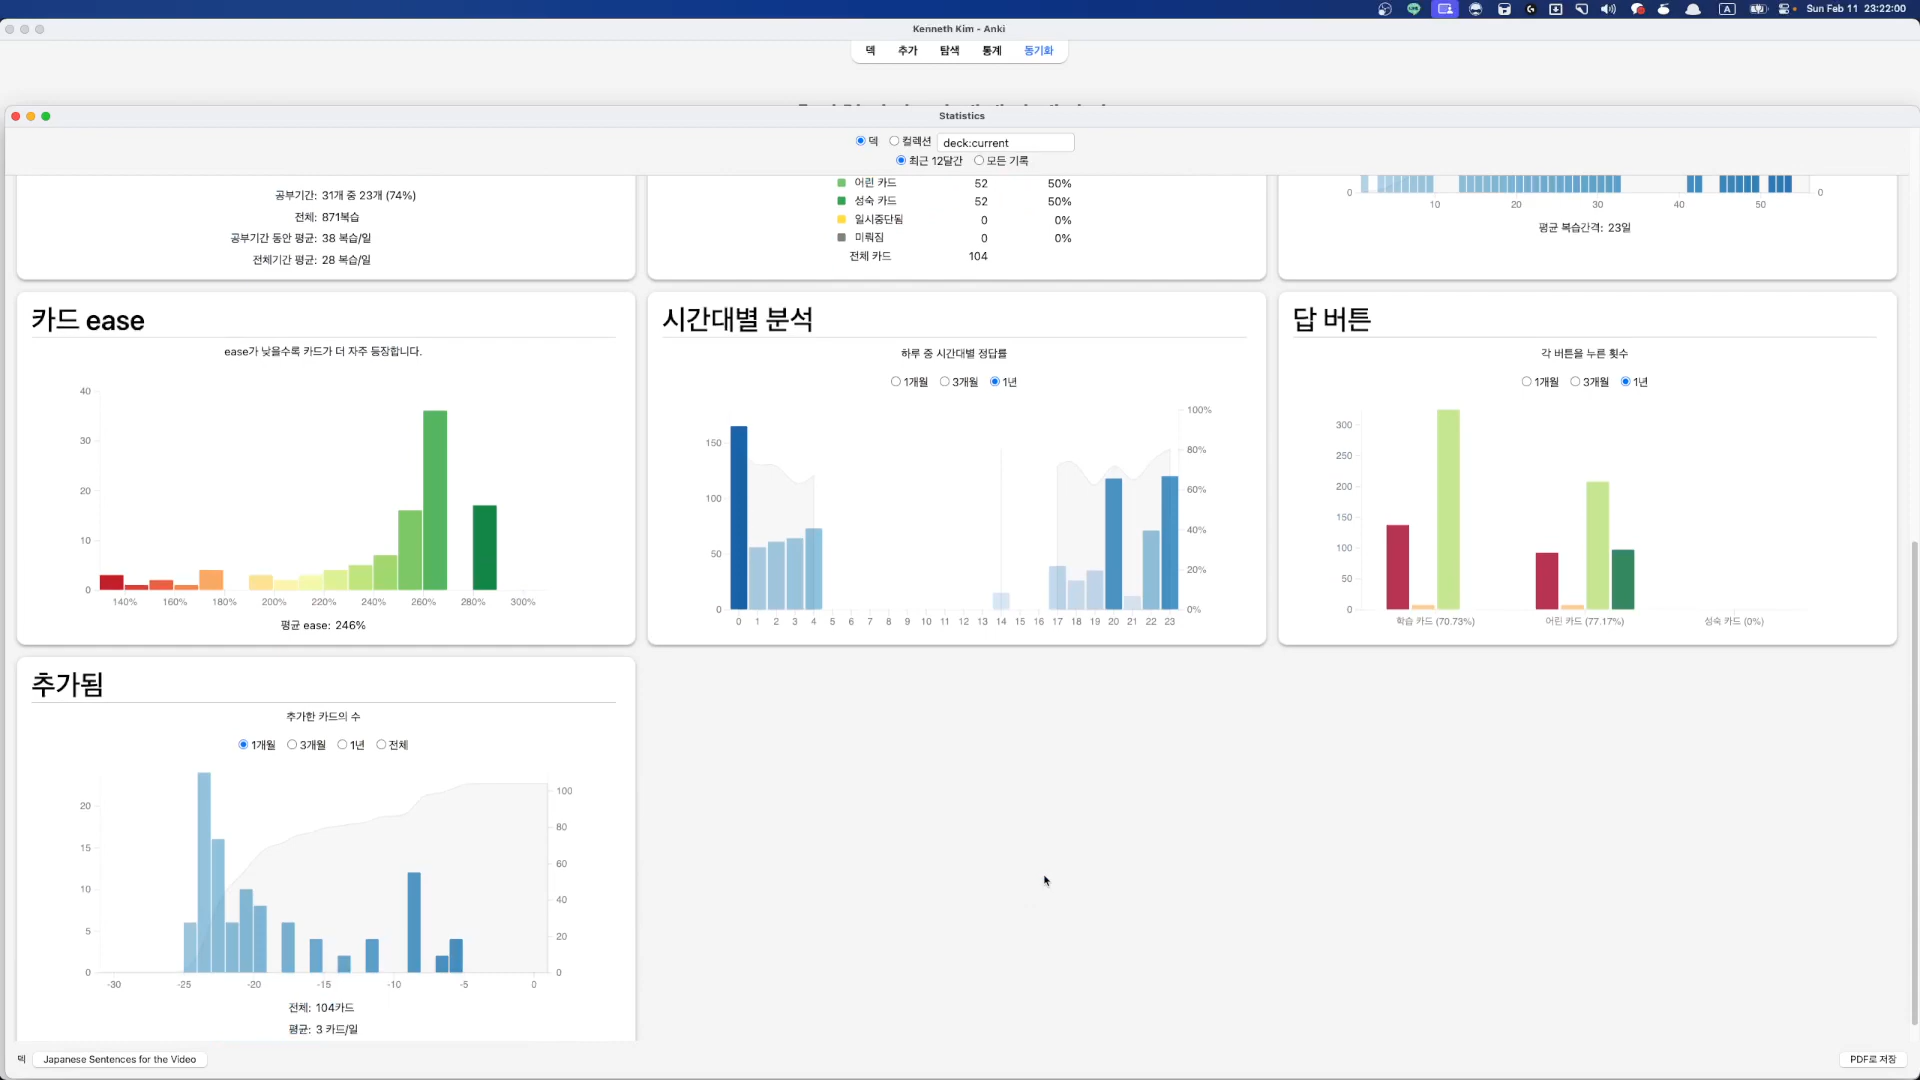 Sun Feb 11 23:22:00
Kenneth Kim - Anki
덱 추가 탐색 통계 동기화
Statistics
덱 컬렉션 deck:current
최근 12달간 모든 기록
공부기간: 31개 중 23개 (74%)
전체: 871복습
공부기간 동안 평균: 38 복습/일
전체기간 평균: 28 복습/일
어린 카드 52 50%
성숙 카드 52 50%
일시중단됨 0 0%
미뤄짐 0 0%
전체 카드 104
0 0
10 20 30 40 50
평균 복습간격: 23일
카드 ease
ease가 낮을수록 카드가 더 자주 등장합니다.
40
30
20
10
0
140% 160% 180% 200% 220% 240% 260% 280% 300%
평균 ease: 246%
시간대별 분석
하루 중 시간대별 정답률
1개월 3개월 1년
100%
150 80%
100 60%
50 40%
20%
0 0%
0 1 2 3 4 5 6 7 8 9 10 11 12 13 14 15 16 17 18 19 20 21 22 23
답 버튼
각 버튼을 누른 횟수
1개월 3개월 1년
300
250
200
150
100
50
0
학습 카드 (70.73%) 어린 카드 (77.17%) 성숙 카드 (0%)
추가됨
추가한 카드의 수
1개월 3개월 1년 전체
20 100
15 80
10 60
5 40
20
0 0
-30 -25 -20 -15 -10 -5 0
전체: 104카드
평균: 3 카드/일
덱 Japanese Sentences for the Video
PDF로 저장